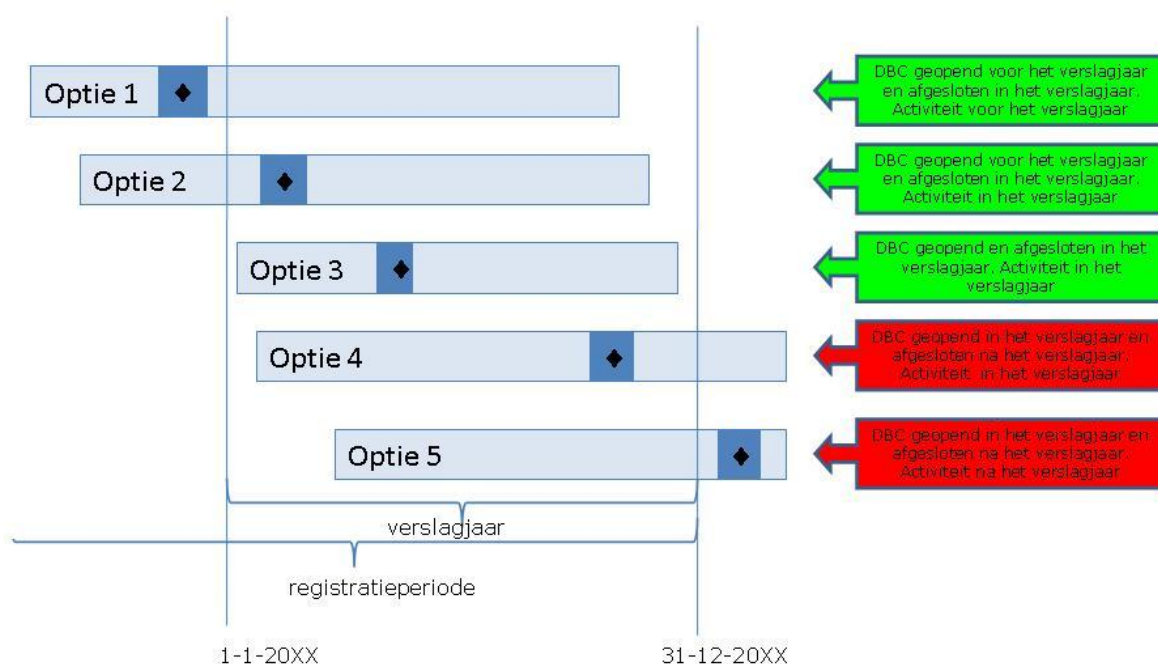 Optie 1
DBC geopend voor het verslagjaar
en afgesloten in het verslagjaar.
Activiteit voor het verslagjaar
Optie 2
DBC geopend voor het verslagjaar
en afgesloten in het verslagjaar.
Activiteit in het verslagjaar
Optie 3
DBC geopend en afgesloten in het
verslagjaar. Activiteit in het
verslagjaar
Optie 4
DBC geopend in het verslagjaar en
afgesloten na het verslagjaar.
Activiteit in het verslagjaar
Optie 5
DBC geopend in het verslagjaar en
afgesloten na het verslagjaar.
Activiteit na het verslagjaar
verslagjaar
registratieperiode
1-1-20XX
31-12-20XX